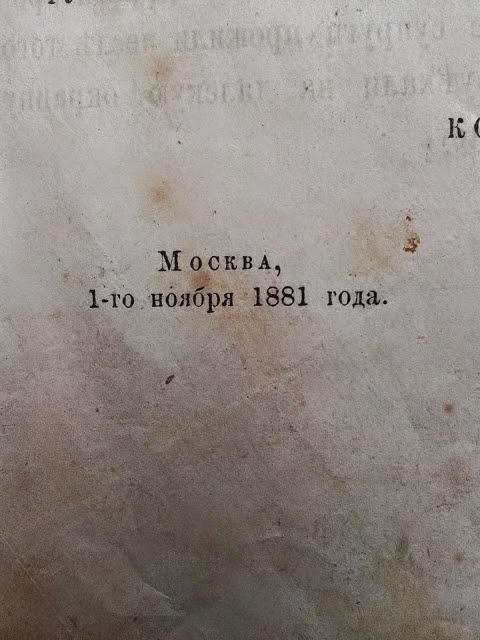 Москва,
1-го ноября 1881 года.